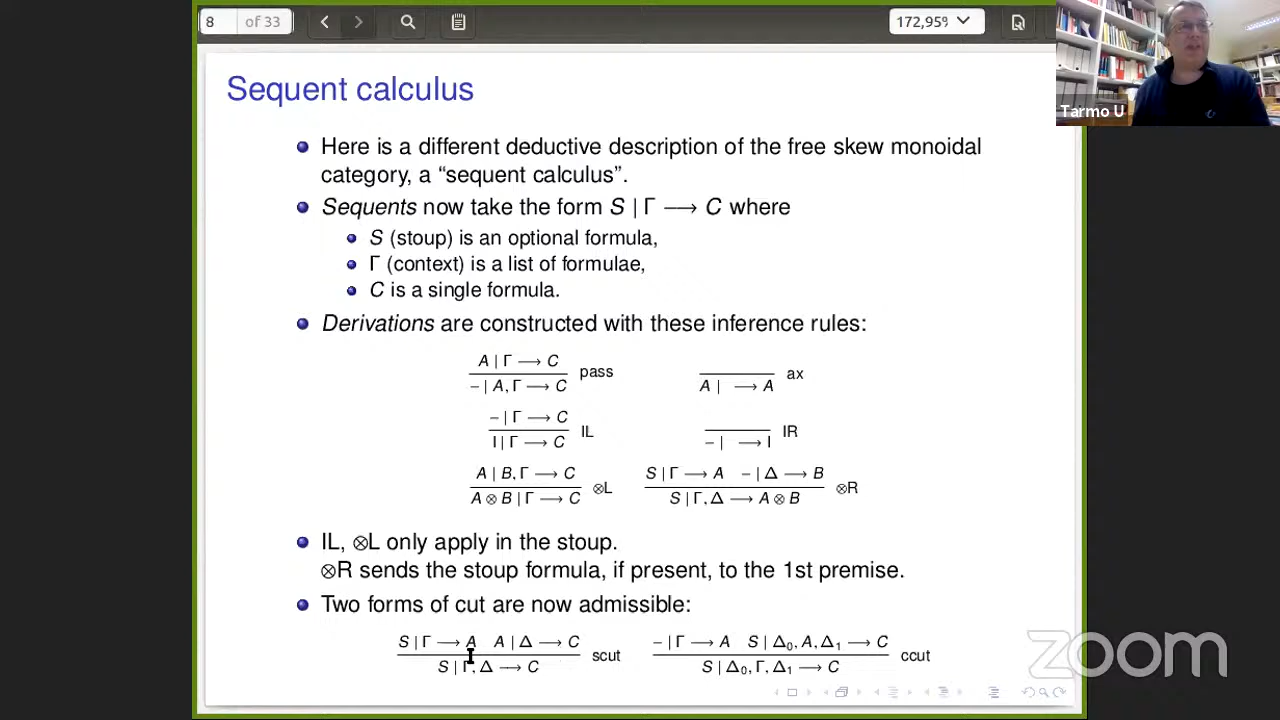 8 of 33
172,95%
Tarmo U
Sequent calculus
Here is a different deductive description of the free skew monoidal
category, a “sequent calculus”.
Sequents now take the form S | Γ ⟶ C where
S (stoup) is an optional formula,
Γ (context) is a list of formulae,
C is a single formula.
Derivations are constructed with these inference rules:
A | Γ ⟶ C
– | A, Γ ⟶ C pass
A | ⟶ A ax
– | Γ ⟶ C
I | Γ ⟶ C IL
– | ⟶ I IR
A | B, Γ ⟶ C
A ⊗ B | Γ ⟶ C ⊗L
S | Γ ⟶ A – | Δ ⟶ B
S | Γ, Δ ⟶ A ⊗ B ⊗R
IL, ⊗L only apply in the stoup.
⊗R sends the stoup formula, if present, to the 1st premise.
Two forms of cut are now admissible:
S | Γ ⟶ A A | Δ ⟶ C
S | Γ, Δ ⟶ C scut
– | Γ ⟶ A S | Δ₀, A, Δ₁ ⟶ C
S | Δ₀, Γ, Δ₁ ⟶ C ccut
zoom